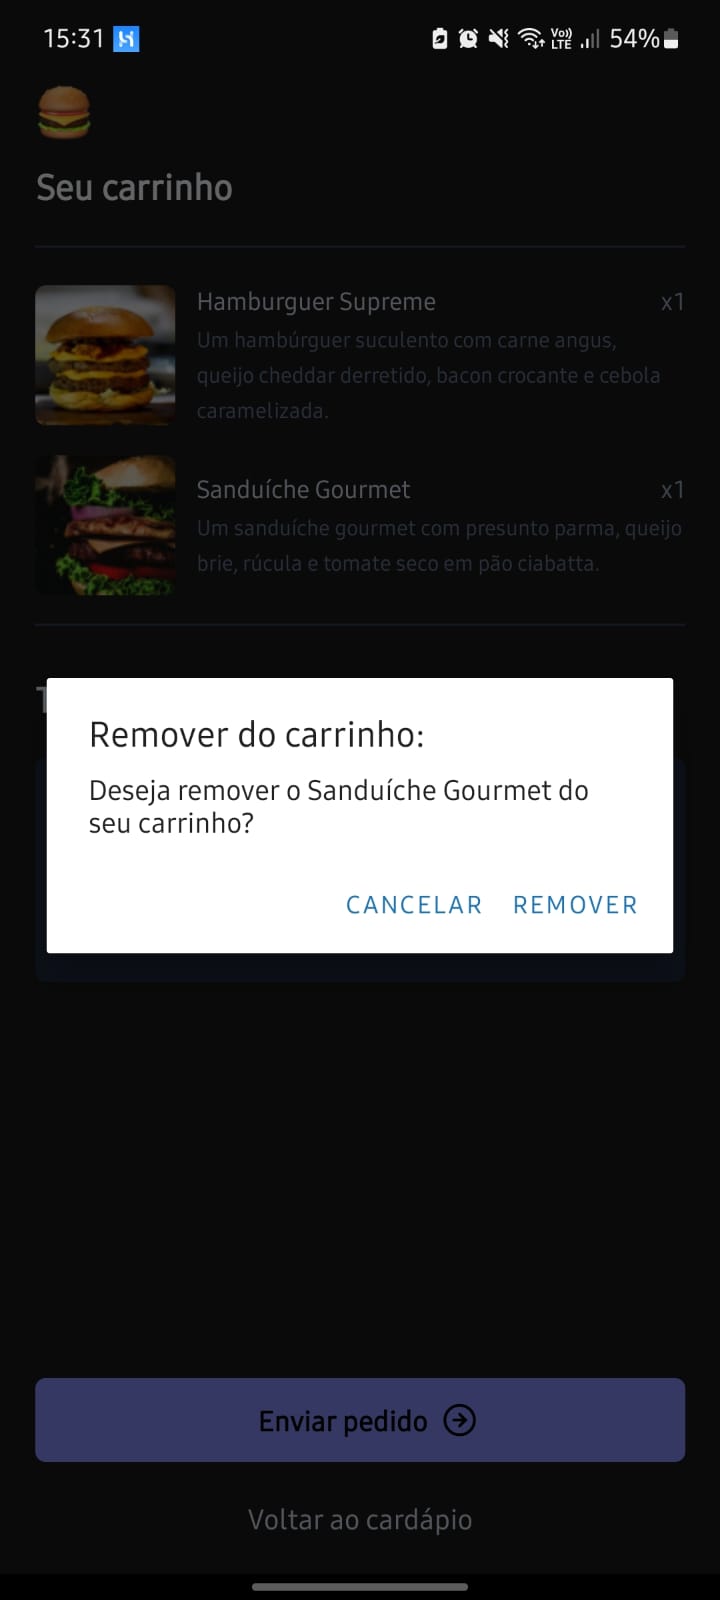 15:31
Vo))
LTE
54%
Seu carrinho
Hamburguer Supreme x1
Um hambúrguer suculento com carne angus,
queijo cheddar derretido, bacon crocante e cebola
caramelizada.
Sanduíche Gourmet x1
Um sanduíche gourmet com presunto parma, queijo
brie, rúcula e tomate seco em pão ciabatta.
Remover do carrinho:
Deseja remover o Sanduíche Gourmet do
seu carrinho?
CANCELAR REMOVER
Enviar pedido
Voltar ao cardápio